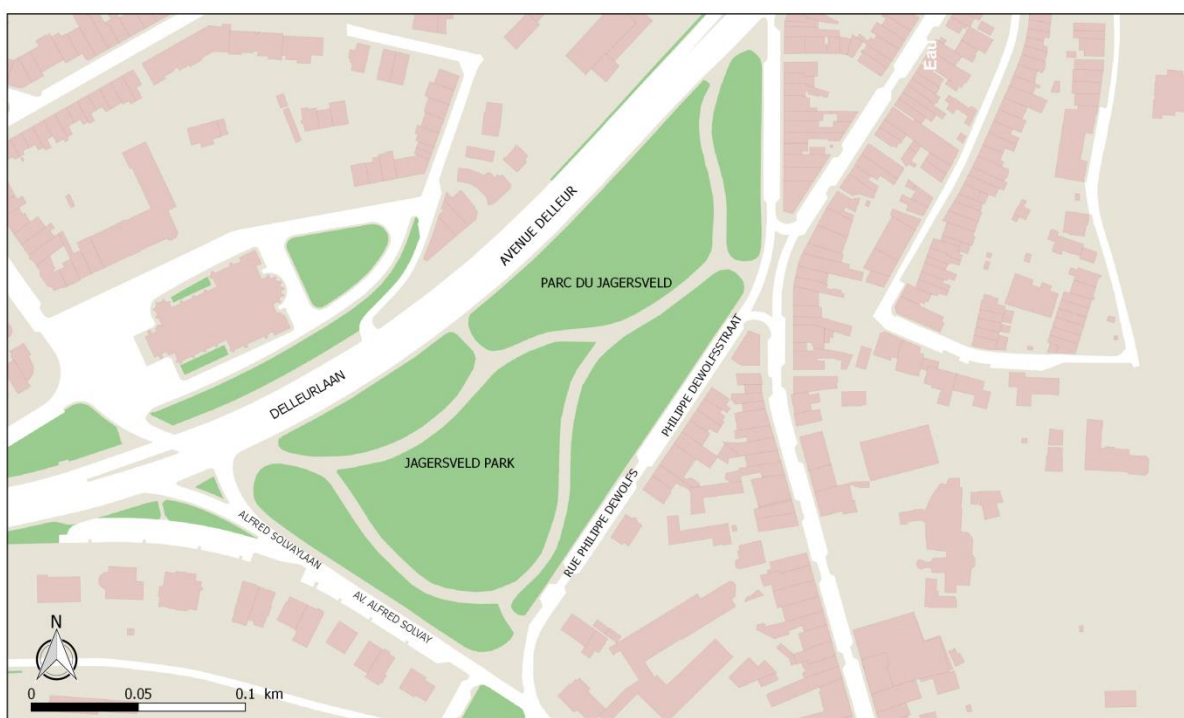 Eau
AVENUE DELLEUR
PARC DU JAGERSVELD
DELLEURLAAN
PHILIPPE DEWOLFSSTRAAT
JAGERSVELD PARK
RUE PHILIPPE DEWOLFS
ALFRED SOLVAYLAAN
AV. ALFRED SOLVAY
N
0 0.05 0.1 km